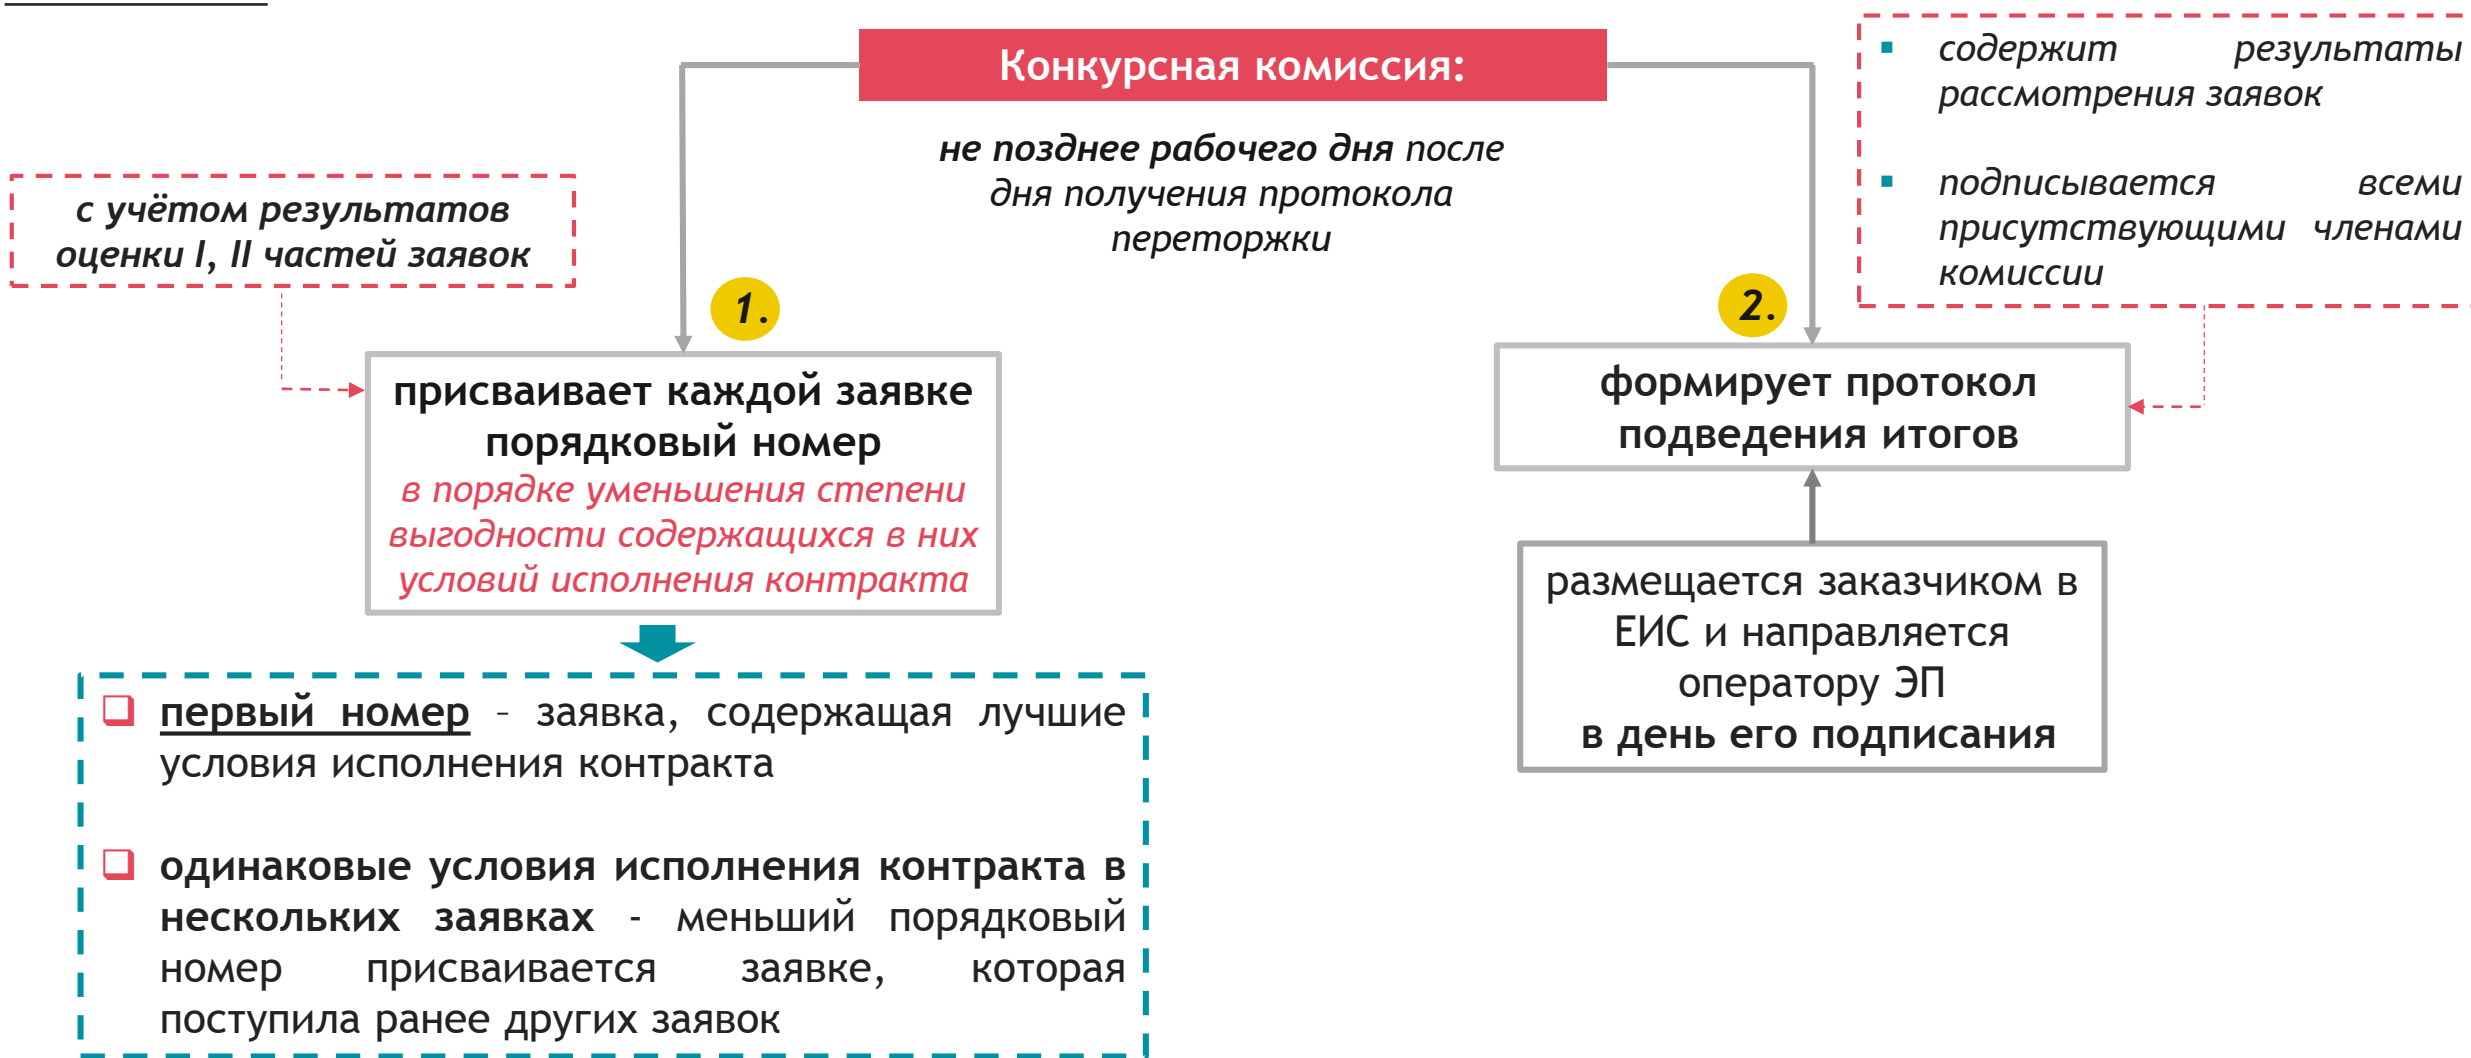 Конкурсная комиссия:
не позднее рабочего дня после
дня получения протокола
переторжки
с учётом результатов
оценки I, II частей заявок
1.
присваивает каждой заявке
порядковый номер
в порядке уменьшения степени
выгодности содержащихся в них
условий исполнения контракта
первый номер – заявка, содержащая лучшие
условия исполнения контракта
одинаковые условия исполнения контракта в
нескольких заявках - меньший порядковый
номер присваивается заявке, которая
поступила ранее других заявок
содержит результаты
рассмотрения заявок
подписывается всеми
присутствующими членами
комиссии
2.
формирует протокол
подведения итогов
размещается заказчиком в
ЕИС и направляется
оператору ЭП
в день его подписания